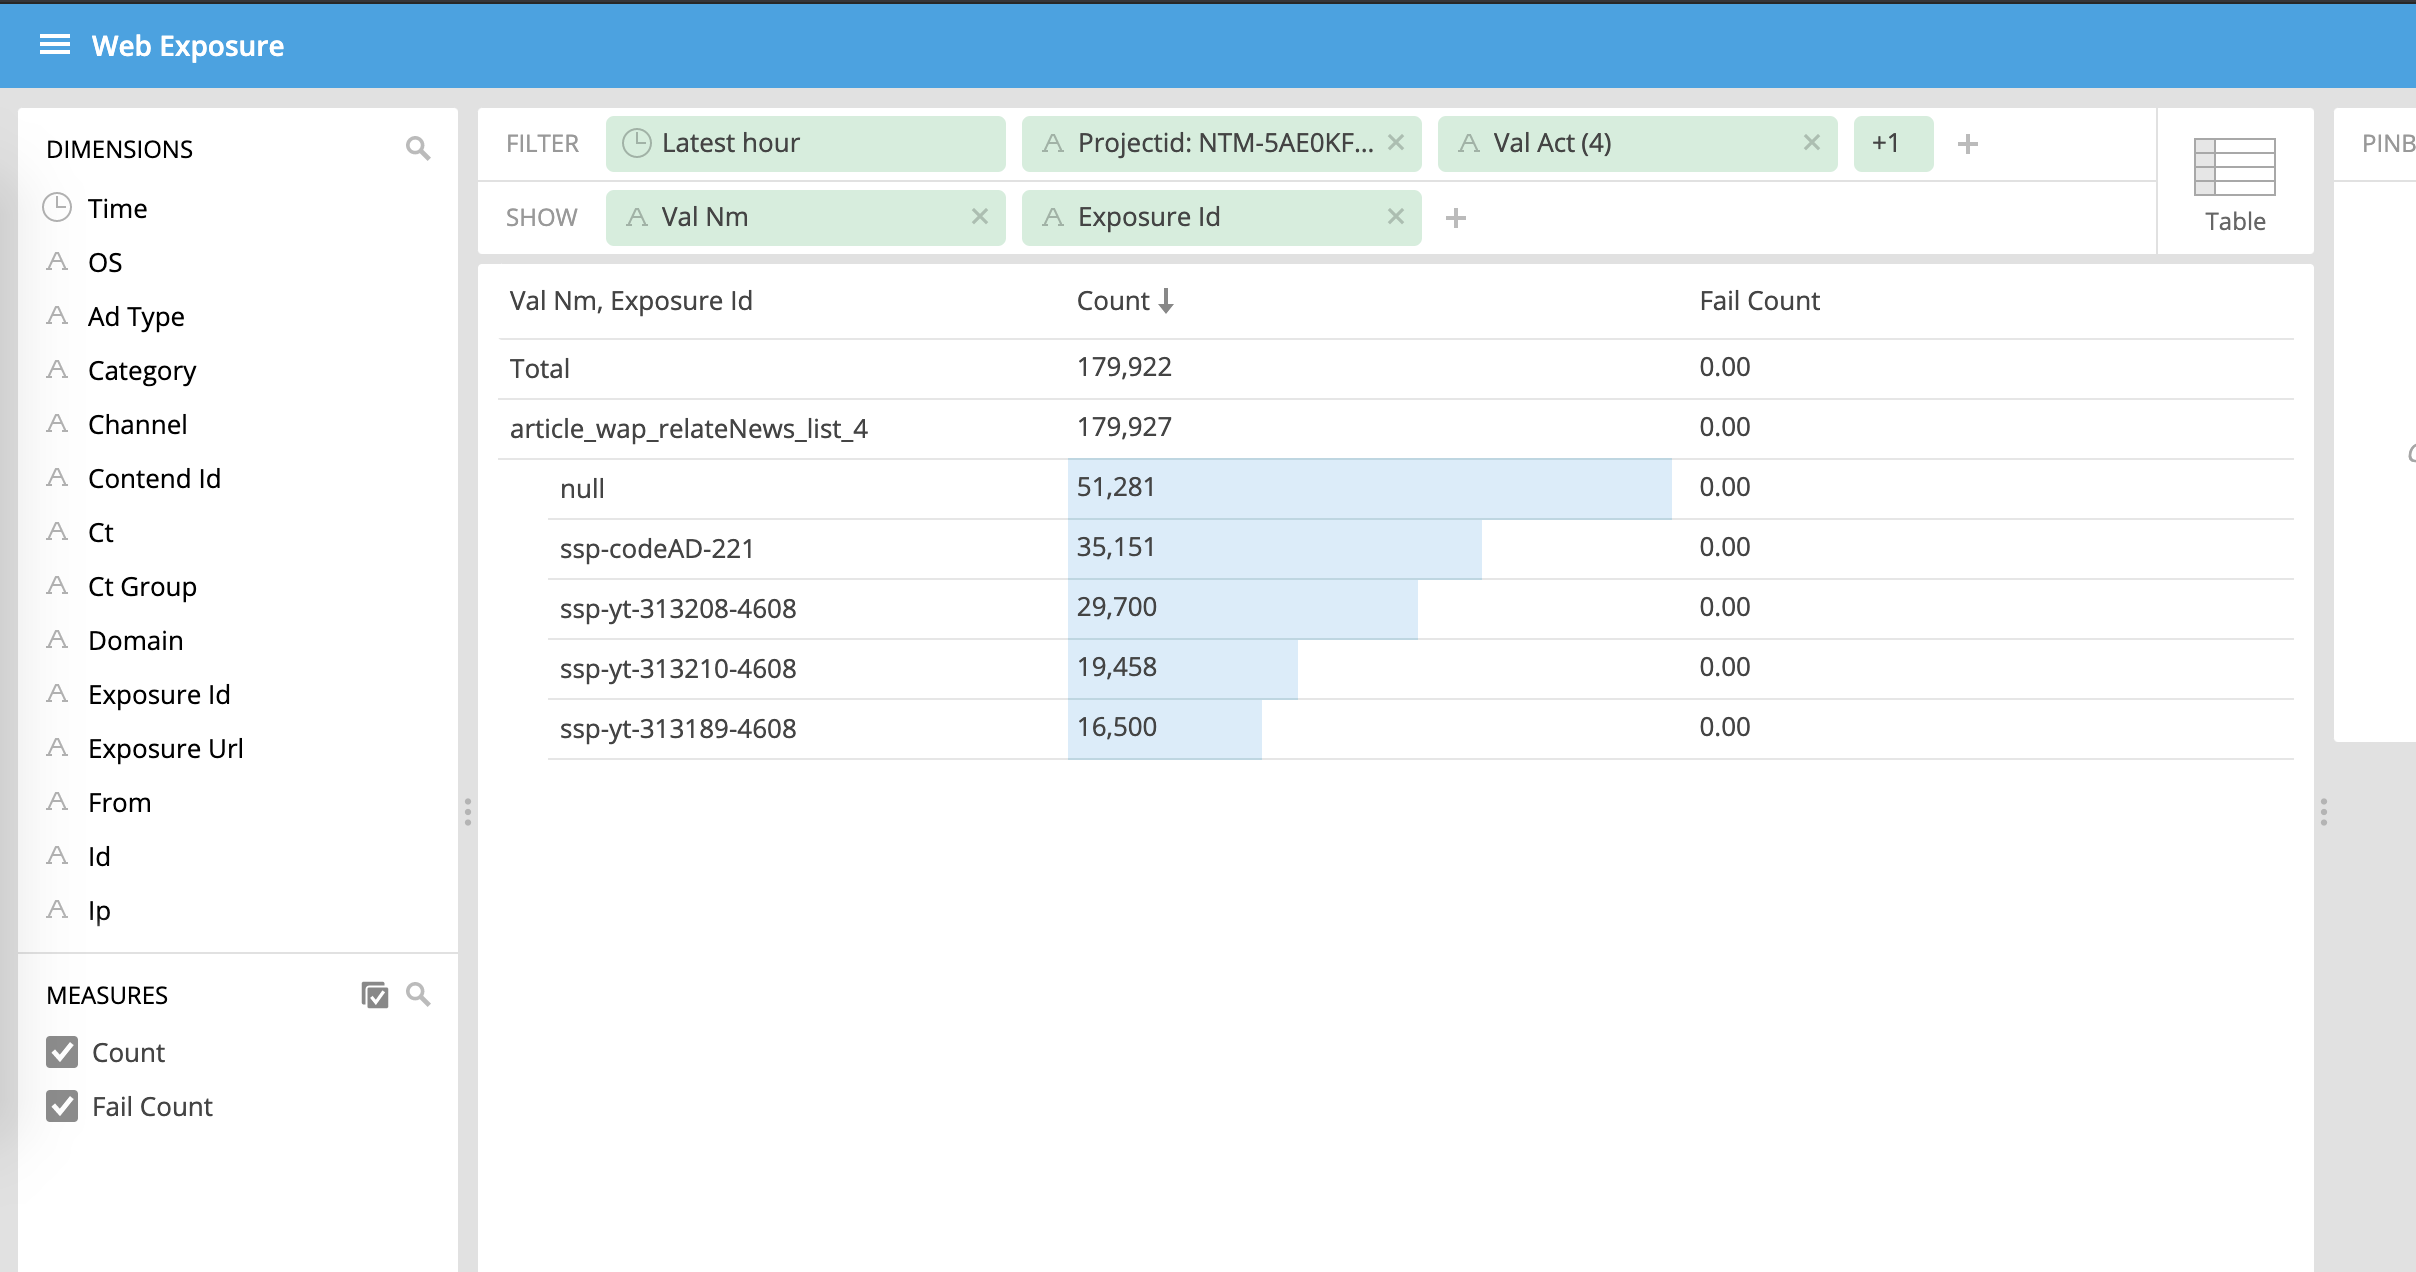 Web Exposure
DIMENSIONS
Time
OS
Ad Type
Category
Channel
Contend Id
Ct
Ct Group
Domain
Exposure Id
Exposure Url
From
Id
Ip
MEASURES
Count
Fail Count
FILTER Latest hour Projectid: NTM-5AE0KF... Val Act (4) +1
SHOW Val Nm Exposure Id
Table
Val Nm, Exposure Id Count Fail Count
Total 179,922 0.00
article_wap_relateNews_list_4 179,927 0.00
null 51,281 0.00
ssp-codeAD-221 35,151 0.00
ssp-yt-313208-4608 29,700 0.00
ssp-yt-313210-4608 19,458 0.00
ssp-yt-313189-4608 16,500 0.00
PINB